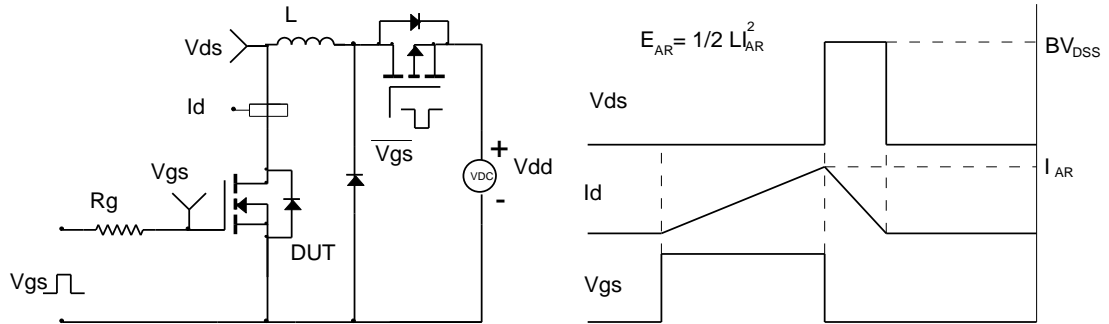 L
Vds
Id
Vgs
Rg
DUT
Vgs
Vgs
+
VDC
-
Vdd
E_AR = 1/2 LI_AR^2
Vds
BV_DSS
Id
I_AR
Vgs